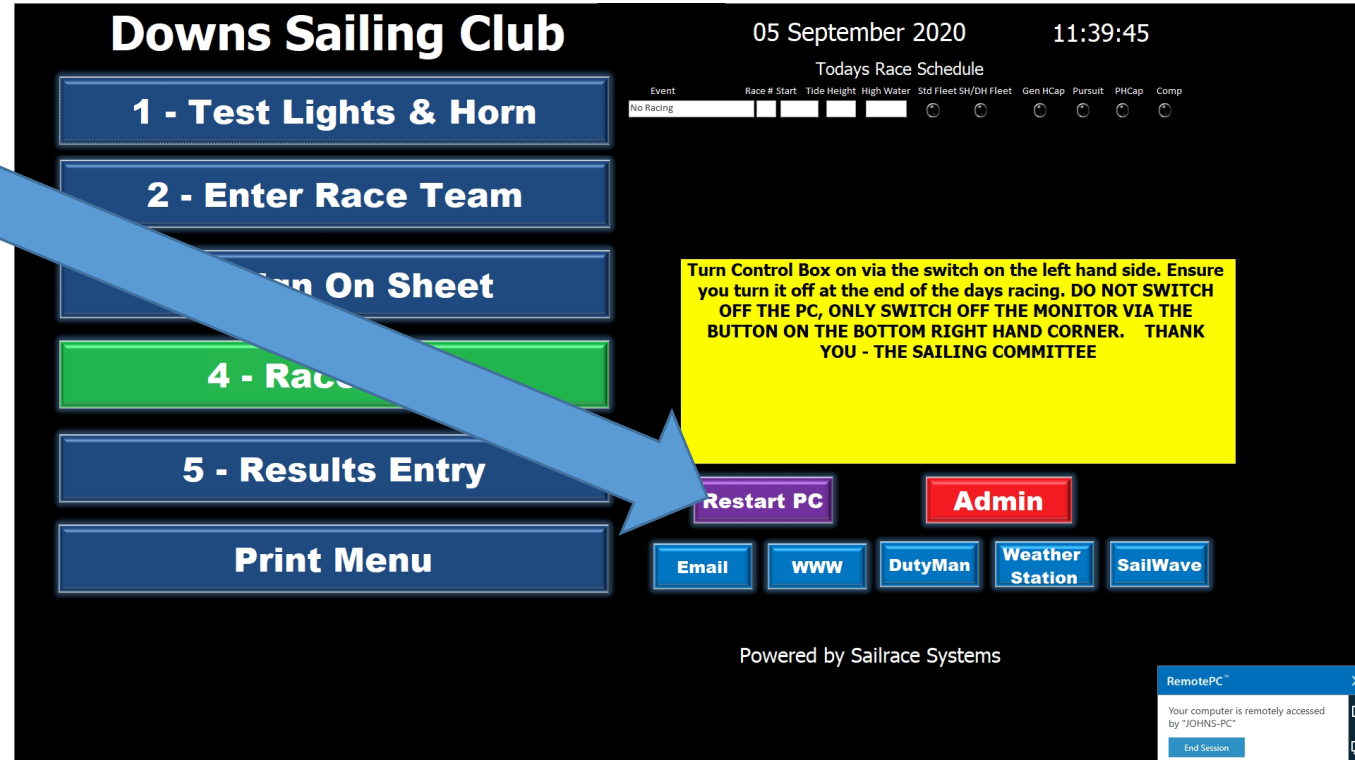 Downs Sailing Club
05 September 2020 11:39:45
Todays Race Schedule
Event Race # Start Tide Height High Water Std Fleet SH/DH Fleet Gen HCap Pursuit PHCap Comp
No Racing
1 - Test Lights & Horn
2 - Enter Race Team
On Sheet
4 - Race
5 - Results Entry
Print Menu
Turn Control Box on via the switch on the left hand side. Ensure
you turn it off at the end of the days racing. DO NOT SWITCH
OFF THE PC, ONLY SWITCH OFF THE MONITOR VIA THE
BUTTON ON THE BOTTOM RIGHT HAND CORNER. THANK
YOU - THE SAILING COMMITTEE
Restart PC
Admin
Email
WWW
DutyMan
Weather
Station
SailWave
Powered by Sailrace Systems
RemotePC™
Your computer is remotely accessed
by "JOHNS-PC"
End Session